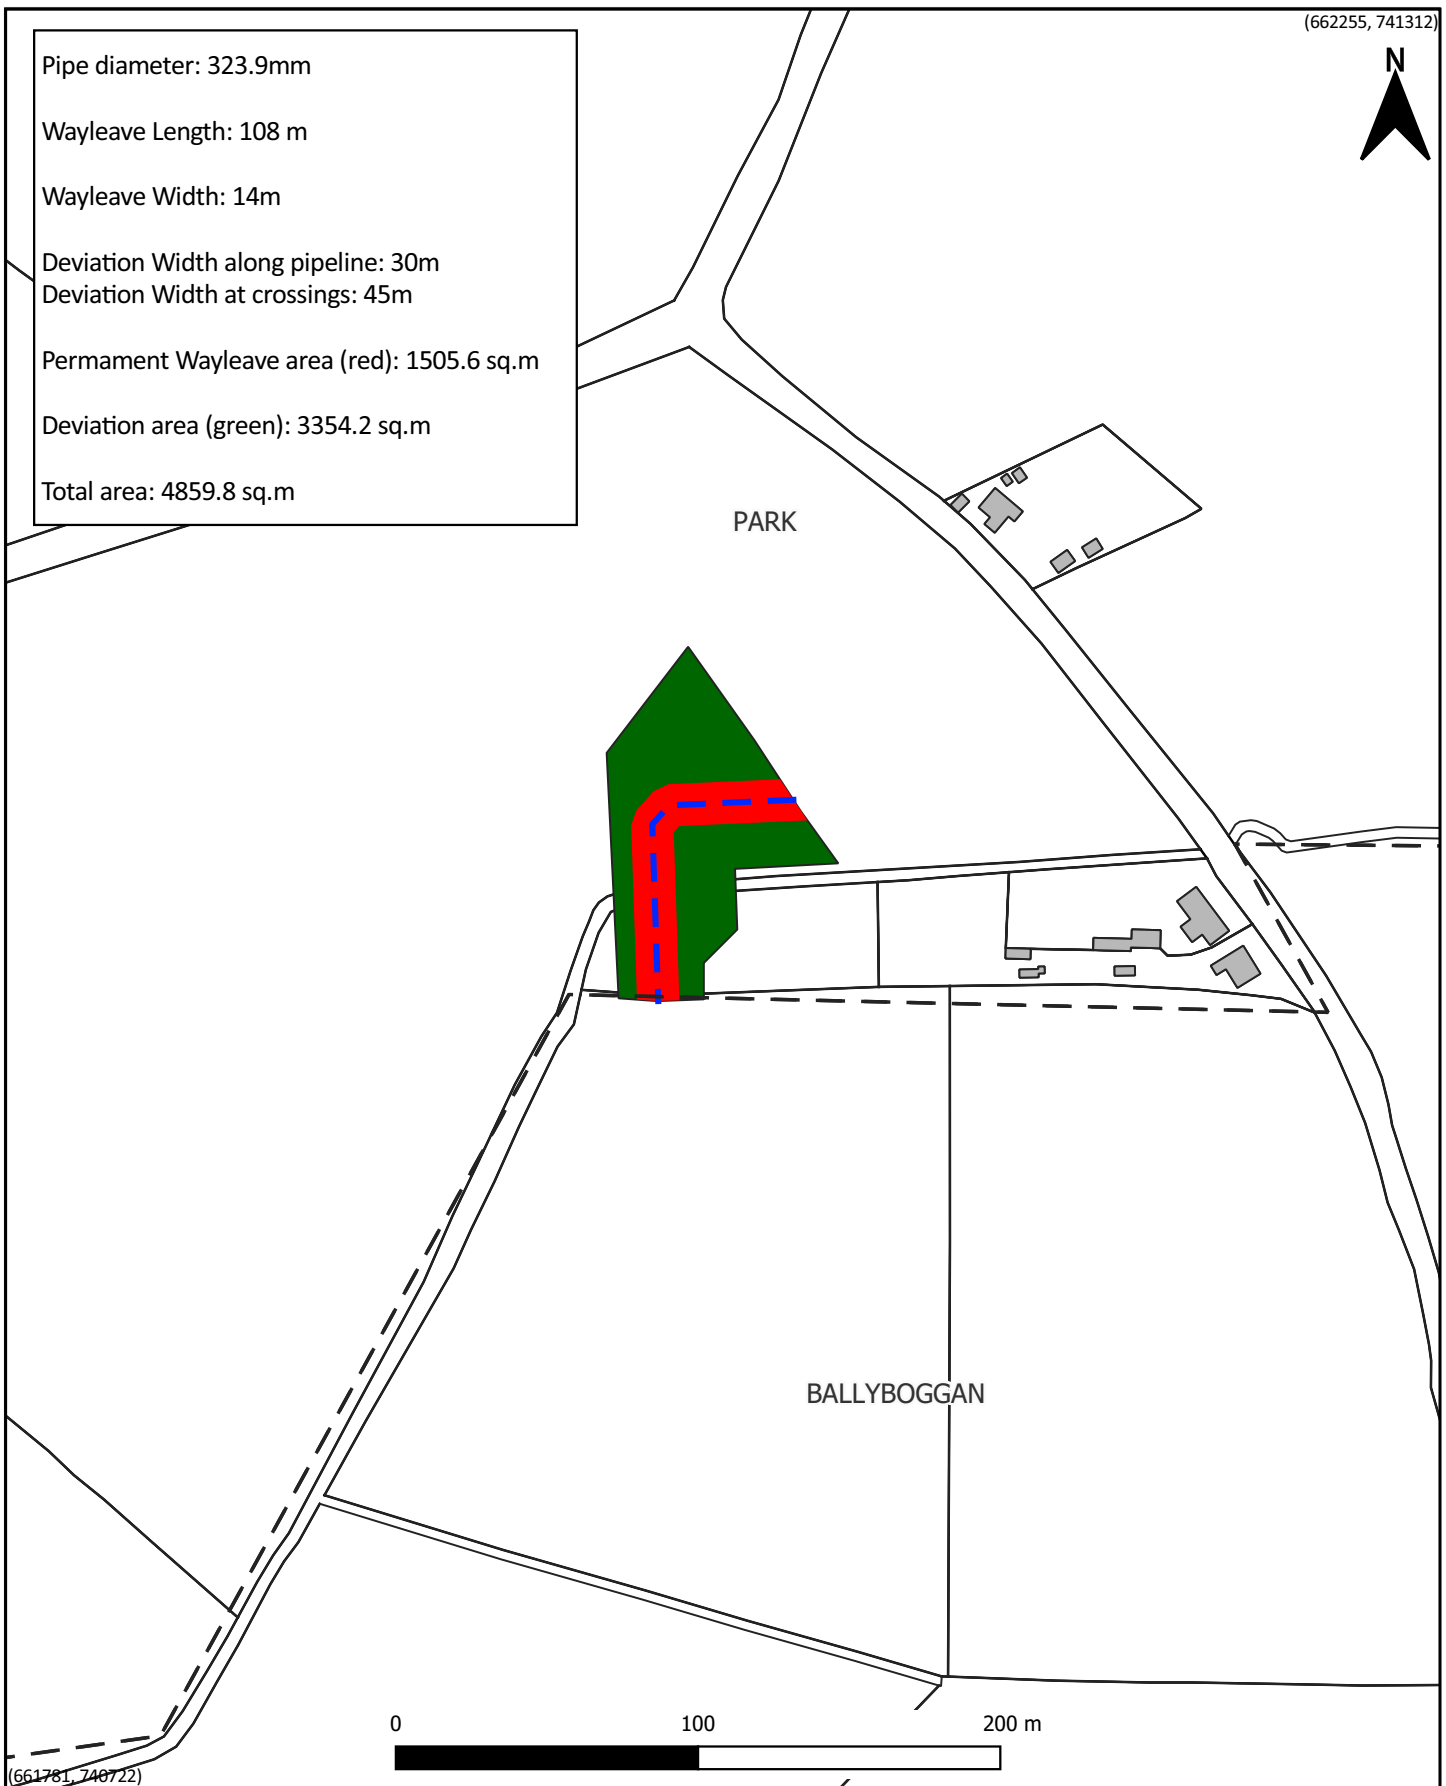 (662255, 741312)
N
Pipe diameter: 323.9mm
Wayleave Length: 108 m
Wayleave Width: 14m
Deviation Width along pipeline: 30m
Deviation Width at crossings: 45m
Permament Wayleave area (red): 1505.6 sq.m
Deviation area (green): 3354.2 sq.m
Total area: 4859.8 sq.m
PARK
BALLYBOGGAN
0 100 200 m
(661781, 740722)